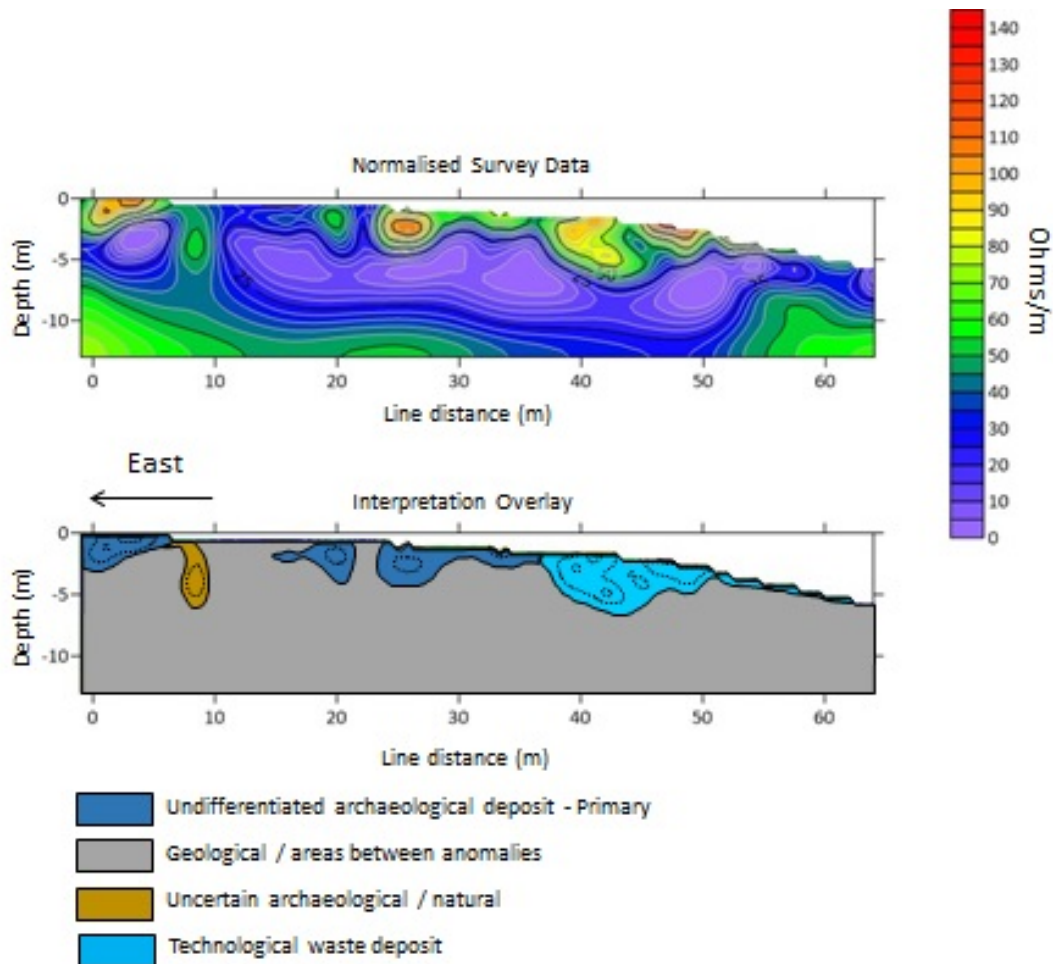 Normalised Survey Data
0
-5
-10
Depth (m)
0 10 20 30 40 50 60
Line distance (m)
140
130
120
110
100
90
80
70
60
50
40
30
20
10
0
Ohms/m
East
Interpretation Overlay
0
-5
-10
Depth (m)
0 10 20 30 40 50 60
Line distance (m)
Undifferentiated archaeological deposit - Primary
Geological / areas between anomalies
Uncertain archaeological / natural
Technological waste deposit